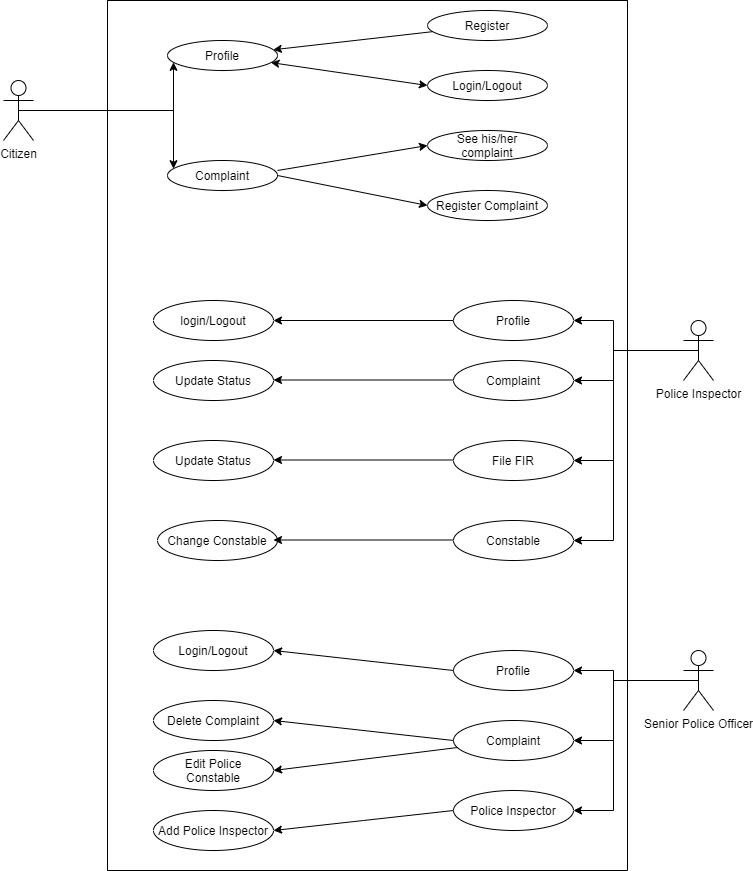 Register
Profile
Login/Logout
See his/her
complaint
Citizen
Complaint
Register Complaint
login/Logout
Profile
Update Status
Complaint
Police Inspector
Update Status
File FIR
Change Constable
Constable
Login/Logout
Profile
Delete Complaint
Senior Police Officer
Complaint
Edit Police
Constable
Police Inspector
Add Police Inspector